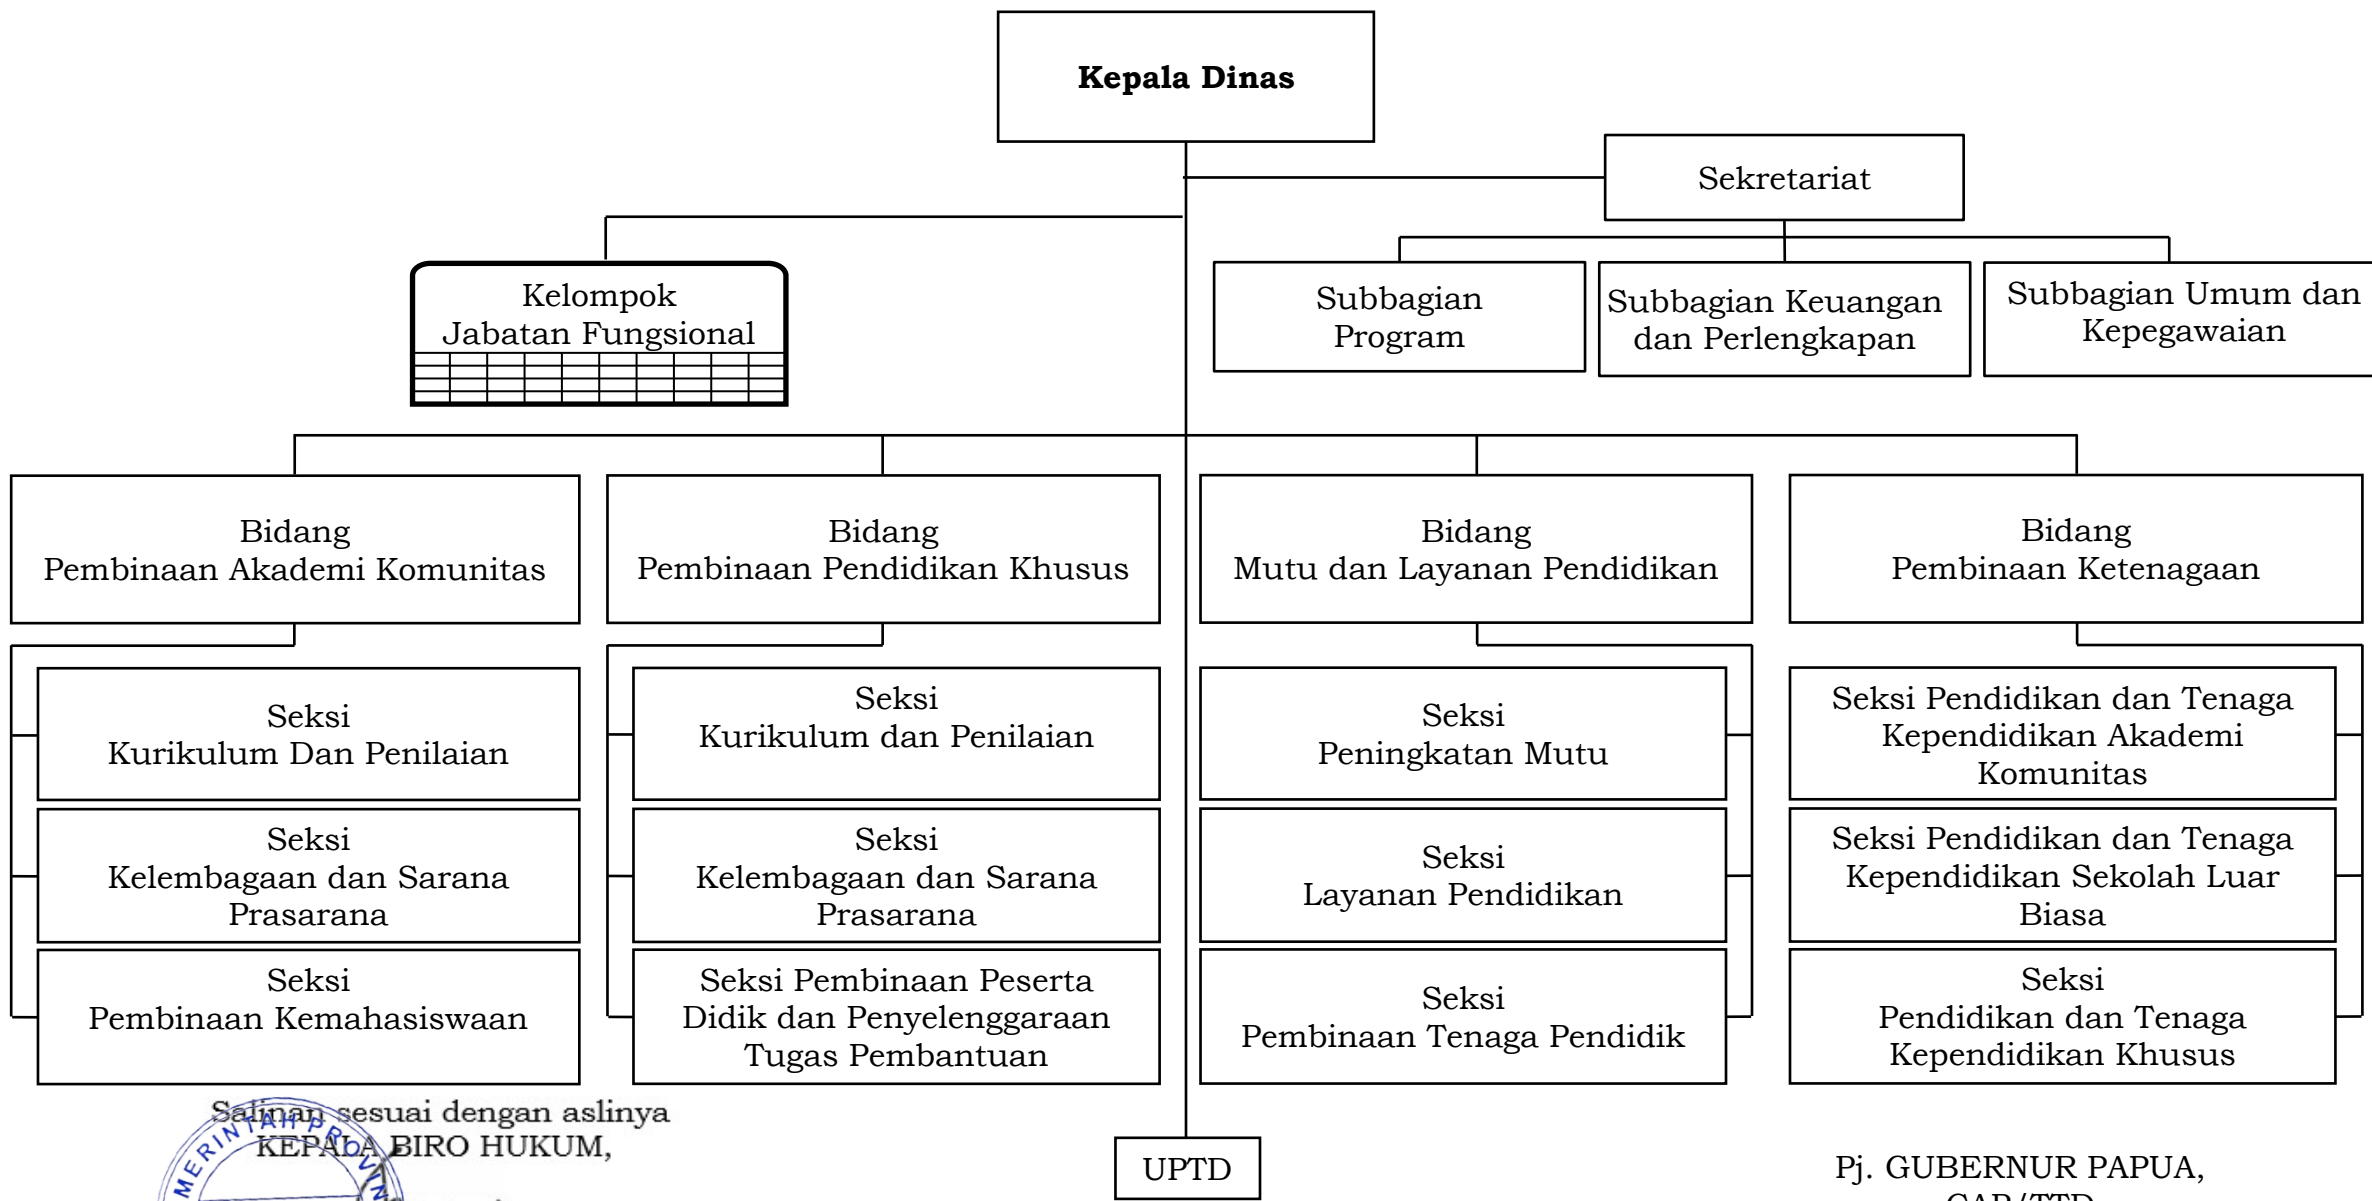 Kepala Dinas
Sekretariat
Kelompok
Jabatan Fungsional
Subbagian
Program
Subbagian Keuangan
dan Perlengkapan
Subbagian Umum dan
Kepegawaian
Bidang
Pembinaan Akademi Komunitas
Bidang
Pembinaan Pendidikan Khusus
Bidang
Mutu dan Layanan Pendidikan
Bidang
Pembinaan Ketenagaan
Seksi
Kurikulum Dan Penilaian
Seksi
Kelembagaan dan Sarana
Prasarana
Seksi
Pembinaan Kemahasiswaan
Seksi
Kurikulum dan Penilaian
Seksi
Kelembagaan dan Sarana
Prasarana
Seksi Pembinaan Peserta
Didik dan Penyelenggaraan
Tugas Pembantuan
Seksi
Peningkatan Mutu
Seksi
Layanan Pendidikan
Seksi
Pembinaan Tenaga Pendidik
Seksi Pendidikan dan Tenaga
Kependidikan Akademi
Komunitas
Seksi Pendidikan dan Tenaga
Kependidikan Sekolah Luar
Biasa
Seksi
Pendidikan dan Tenaga
Kependidikan Khusus
UPTD
Salinan sesuai dengan aslinya
KEPALA BIRO HUKUM,
MERINTAH PROVIN
Pj. GUBERNUR PAPUA,
CAP/TTD